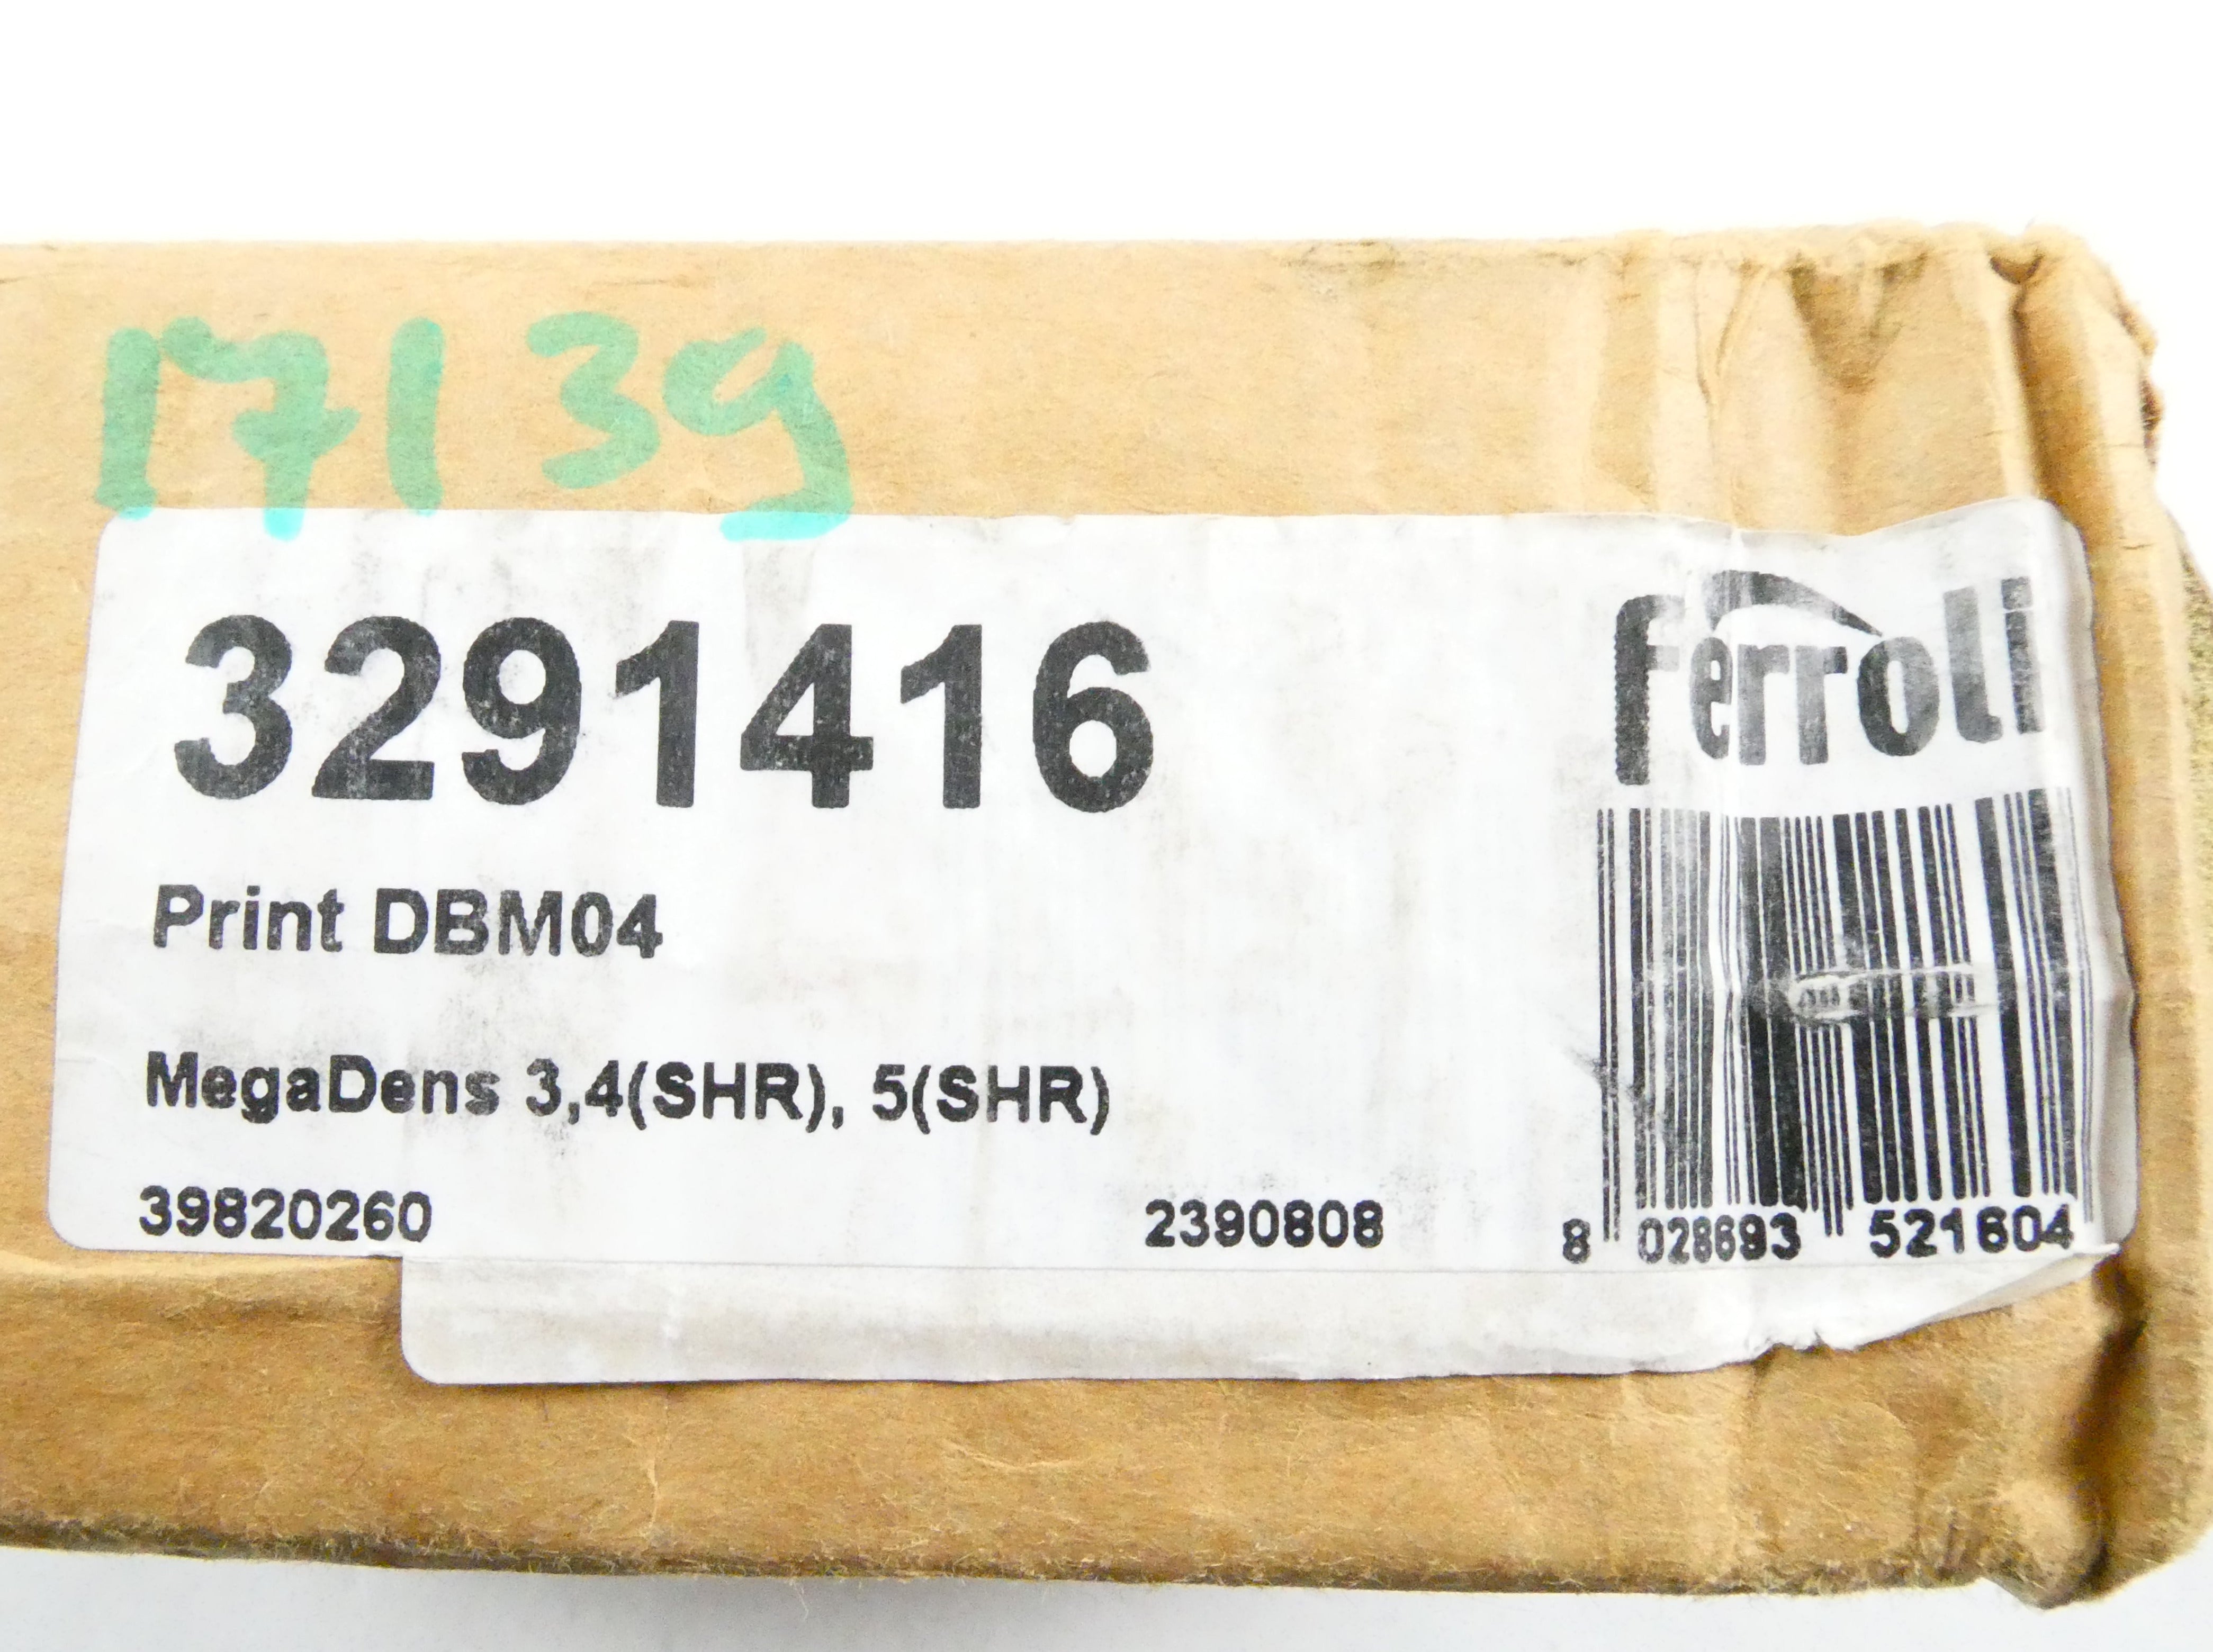 17139
3291416
ferroli
Print DBM04
MegaDens 3,4(SHR), 5(SHR)
39820260
2390808
8 028693 521604